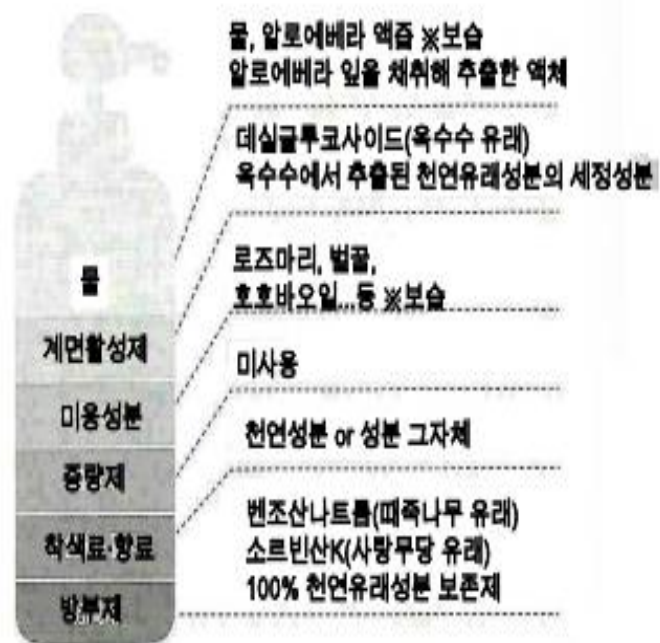 물, 알로에베라 액즙 ※보습
알로에베라 잎을 채취해 추출한 액체
데실글루코사이드(옥수수 유래)
옥수수에서 추출된 천연유래성분의 세정성분
로즈마리, 벌꿀,
호호바오일...등 ※보습
미사용
천연성분 or 성분 그자체
벤조산나트륨(때죽나무 유래)
소르빈산K(사탕무당 유래)
100% 천연유래성분 보존제
물
계면활성제
미용성분
증량제
착색료·향료
방부제